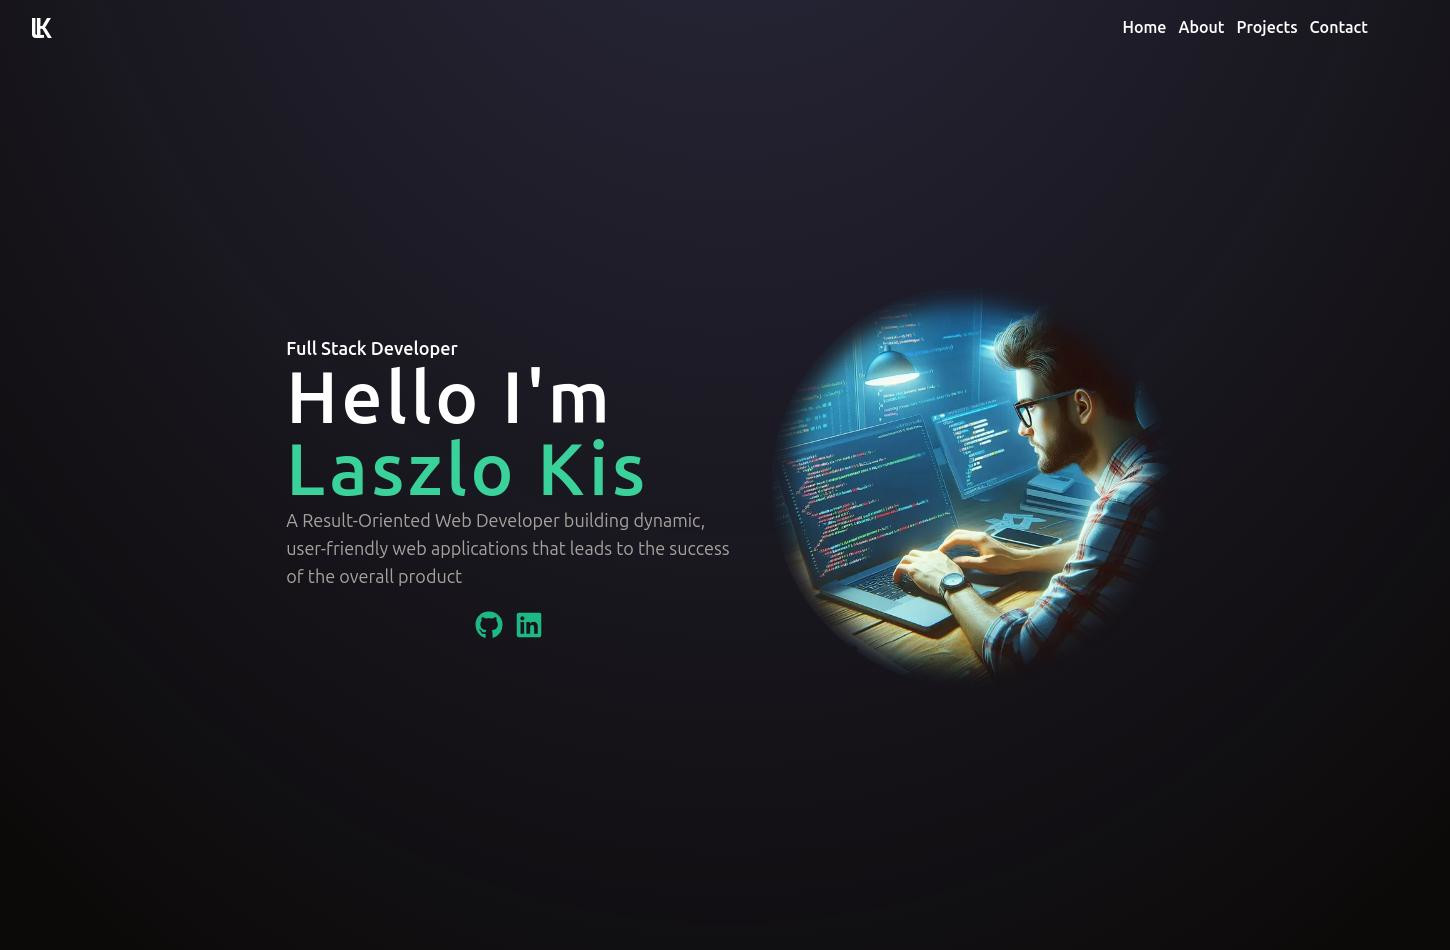 LK
Home About Projects Contact
Full Stack Developer
Hello I'm
Laszlo Kis
A Result-Oriented Web Developer building dynamic,
user-friendly web applications that leads to the success
of the overall product
in